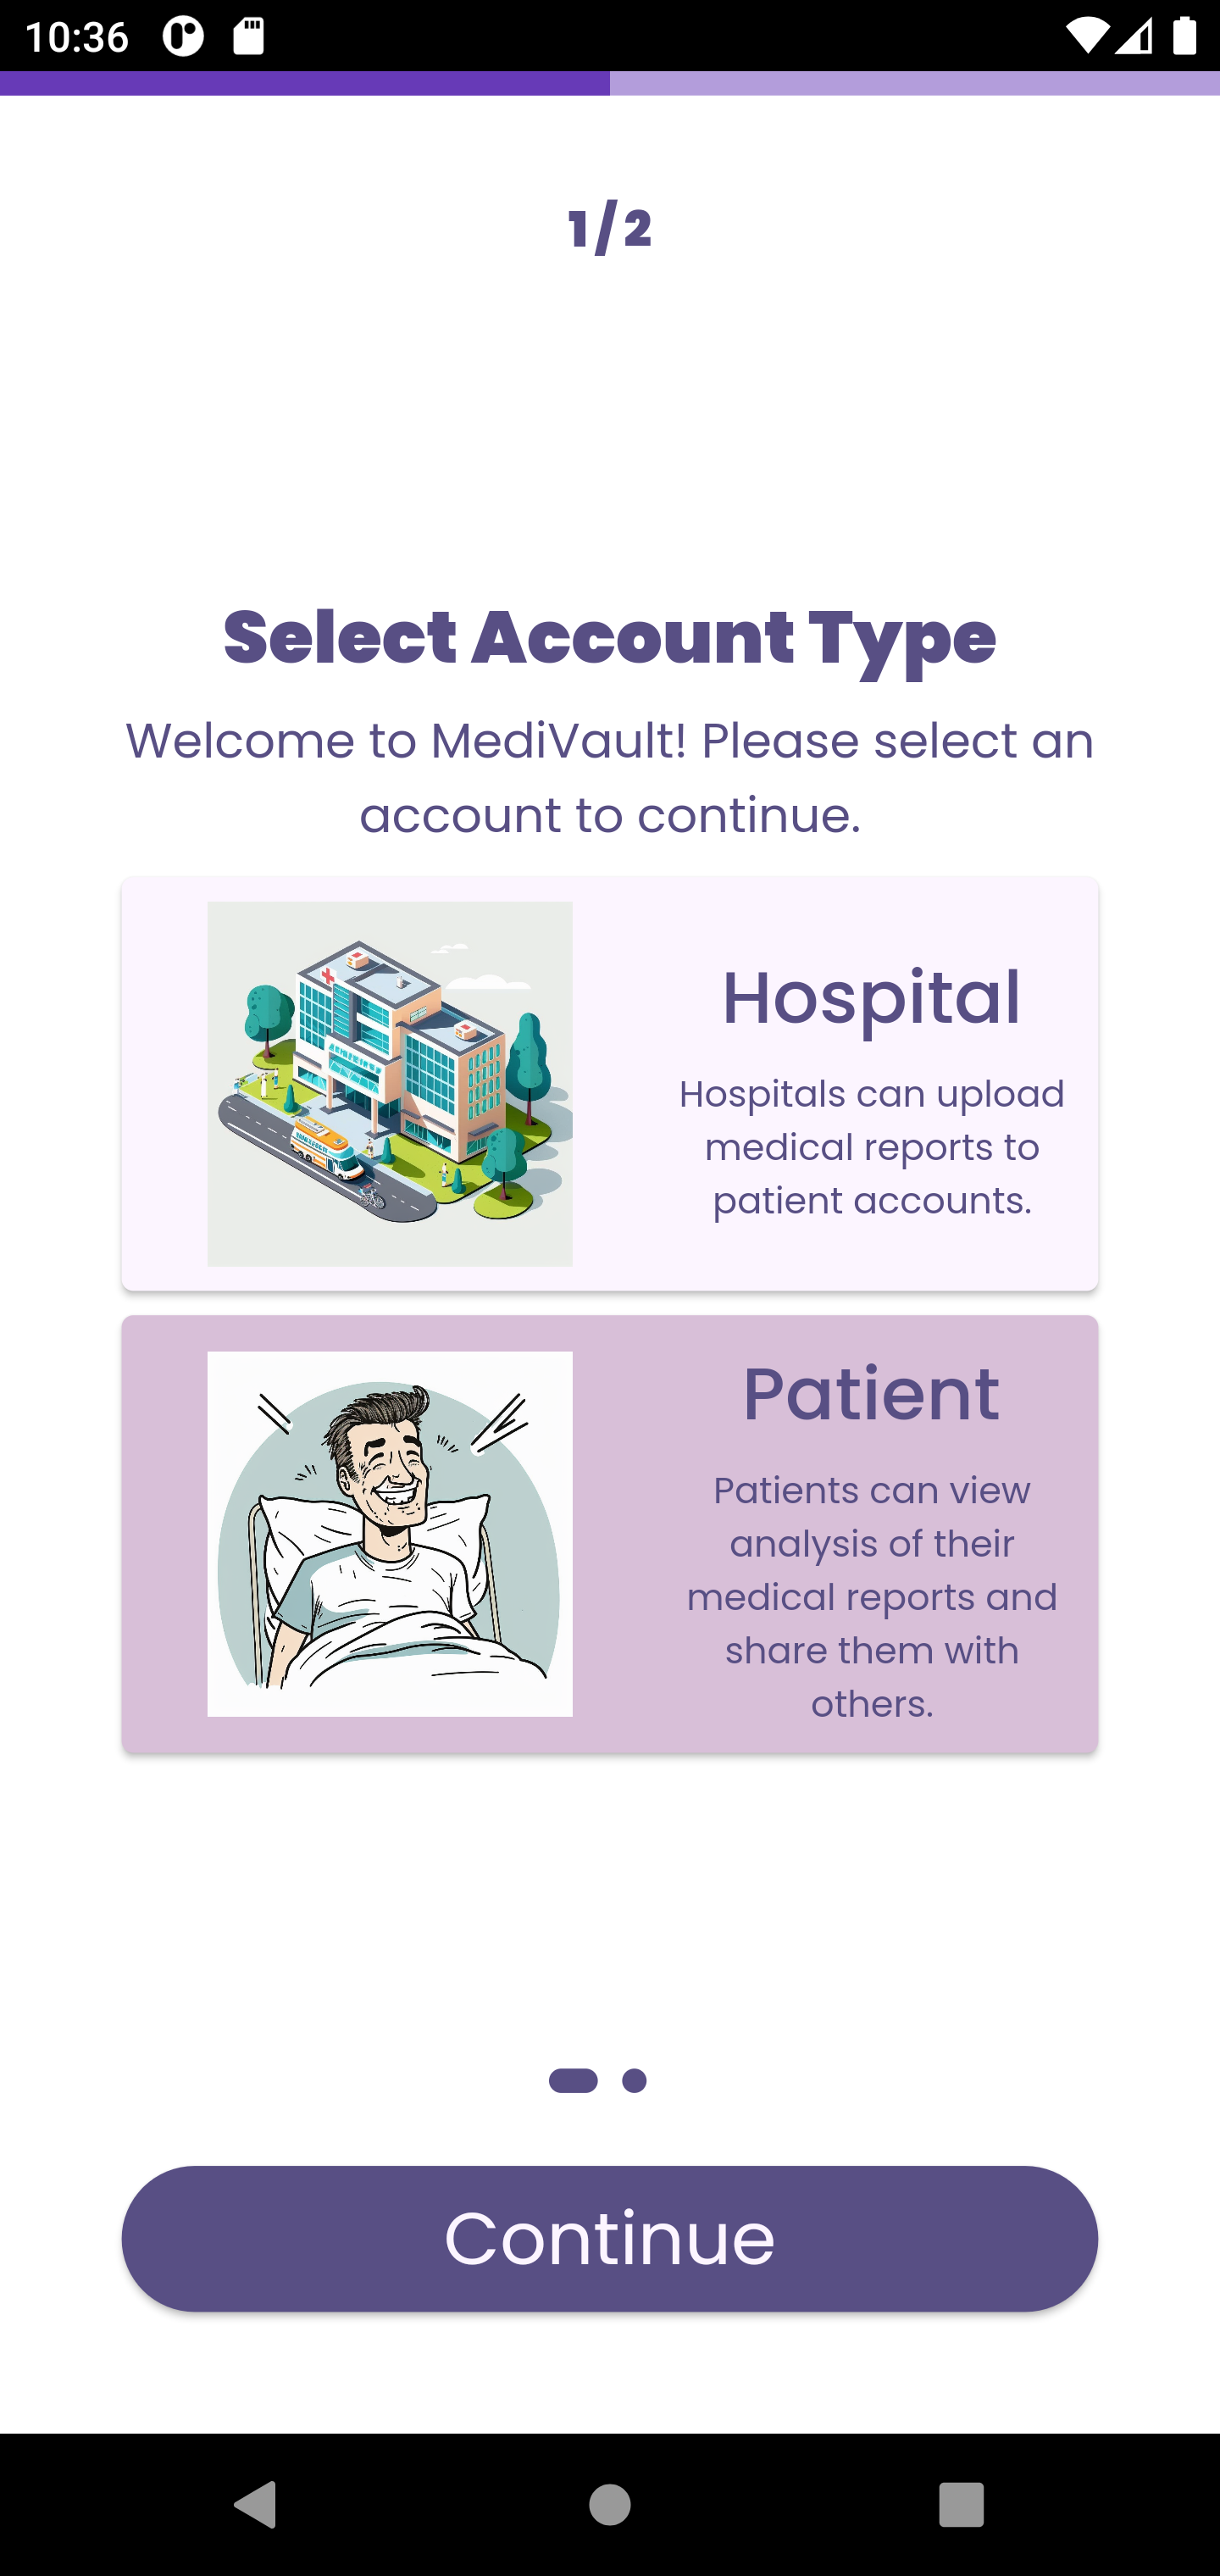 10:36
1/2
Select Account Type
Welcome to MediVault! Please select an
account to continue.
Hospital
Hospitals can upload
medical reports to
patient accounts.
Patient
Patients can view
analysis of their
medical reports and
share them with
others.
Continue